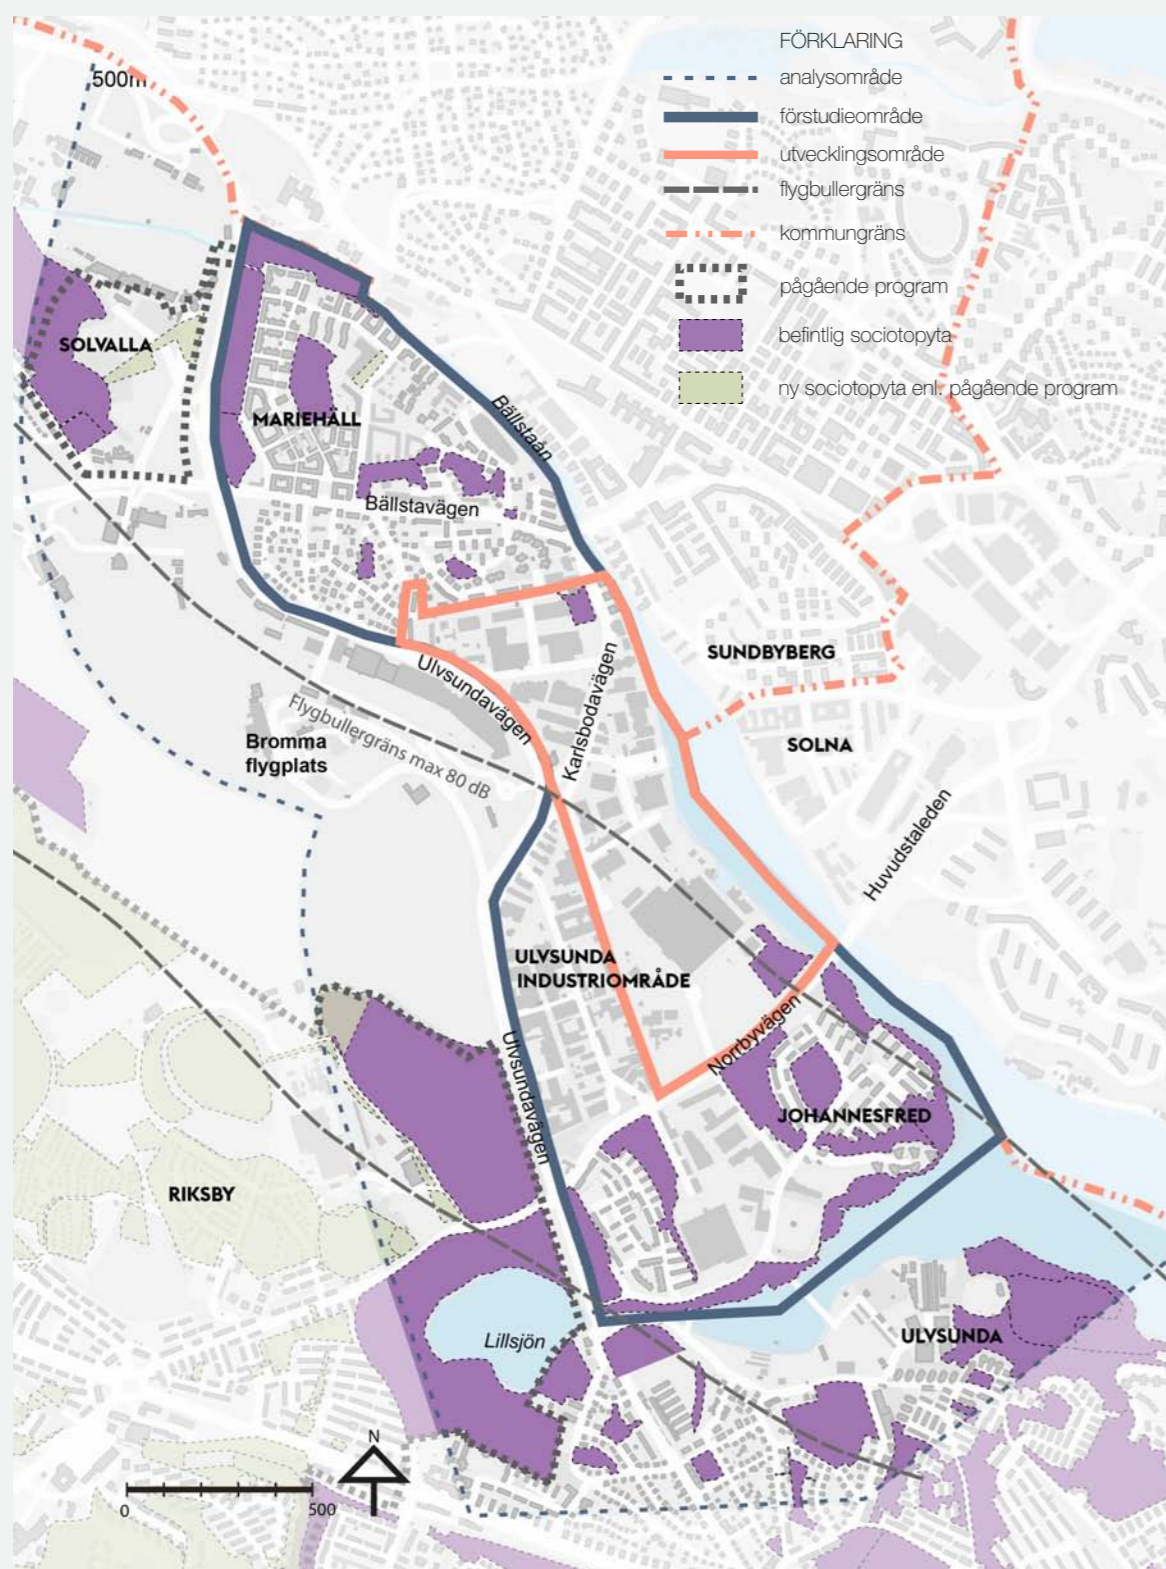 FÖRKLARING
analysområde
förstudieområde
utvecklingsområde
flygbullergräns
kommungräns
pågående program
befintlig sociotopyta
ny sociotopyta enl. pågående program
500m
SOLVALLA
MARIEHÄLL
Bällstaån
Bällstavägen
SUNDBYBERG
Ulvsundavägen
Karlsbodavägen
SOLNA
Flygbullergräns max 80 dB
Bromma
flygplats
Huvudstaleden
ULVSUNDA
INDUSTRIOMRÅDE
Norrbyvägen
Ulvsundavägen
JOHANNESFRED
RIKSBY
Lillsjön
ULVSUNDA
N
0 500